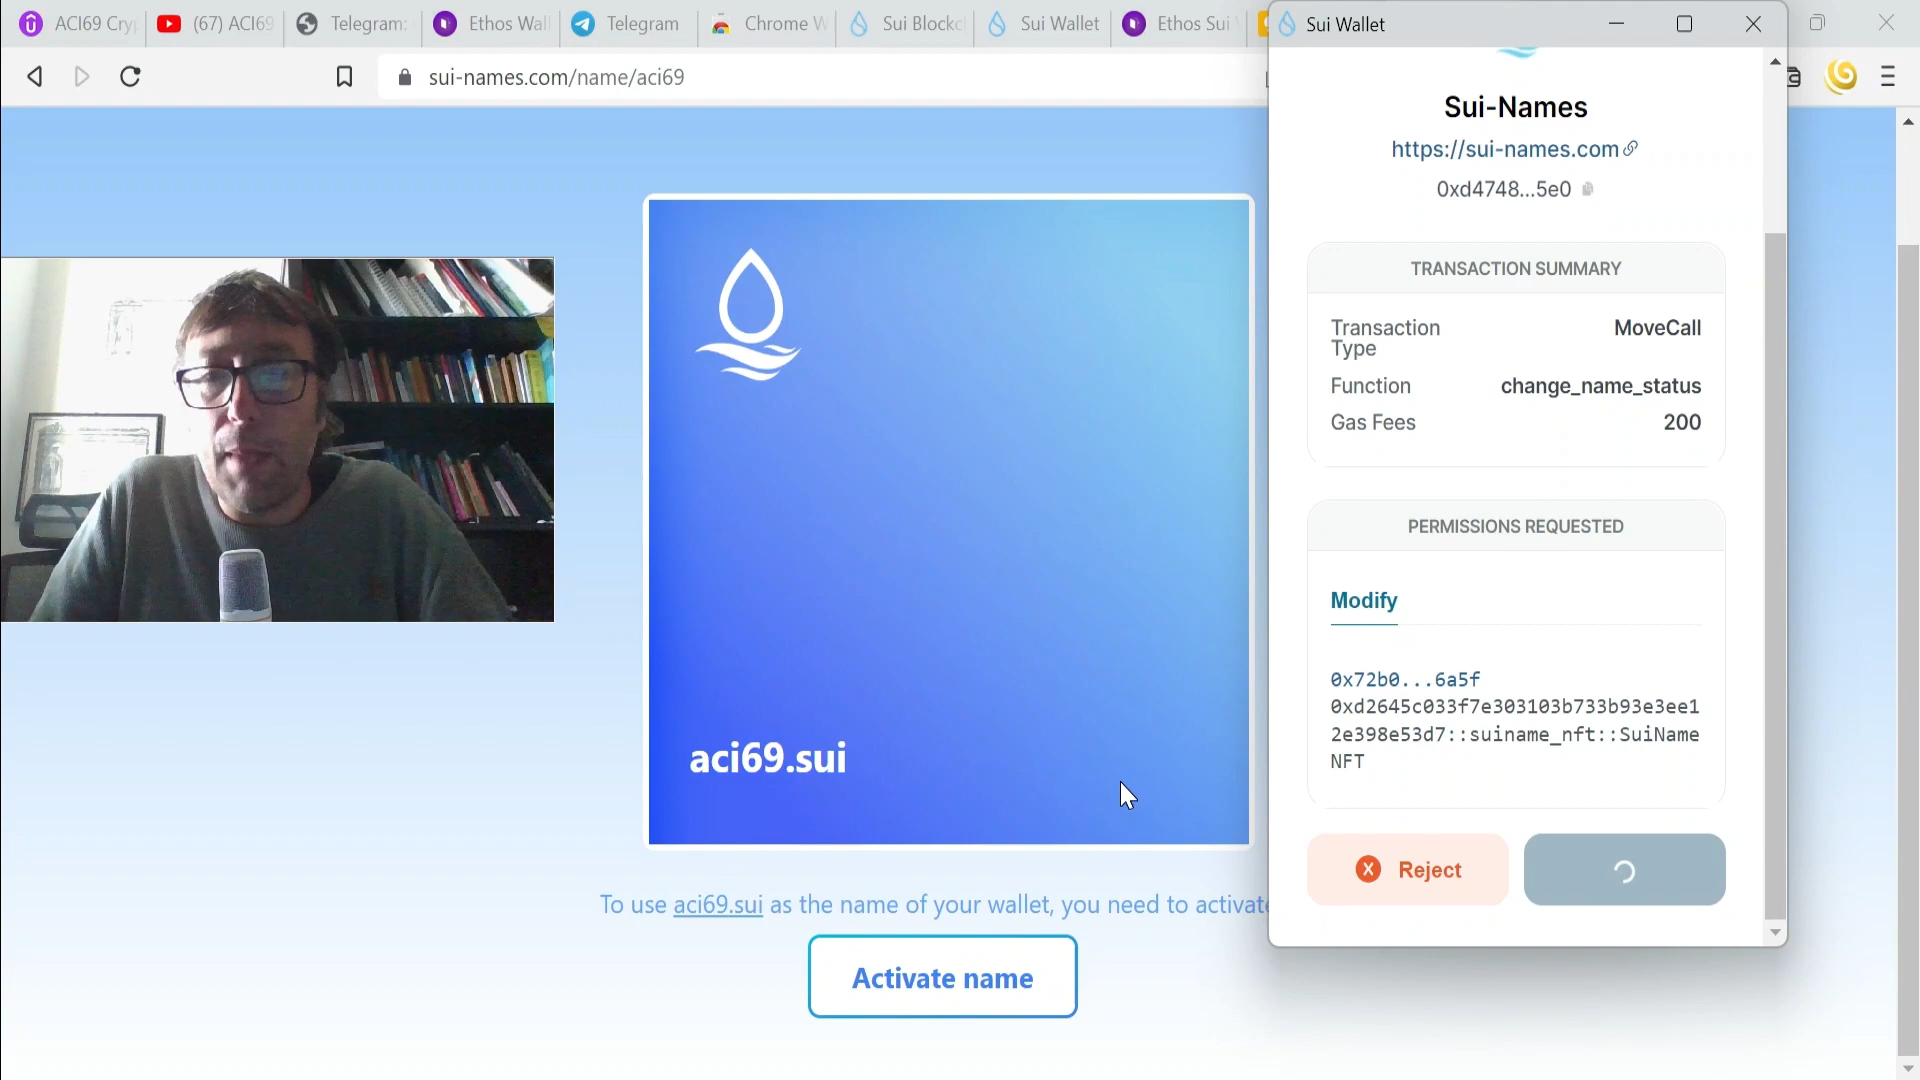 ACI69 Cry
(67) ACI69
Telegram:
Ethos Wall
Telegram
Chrome W
Sui Blockc
Sui Wallet
Ethos Sui
sui-names.com/name/aci69
aci69.sui
To use aci69.sui as the name of your wallet, you need to activate
Activate name
Sui Wallet
Sui-Names
https://sui-names.com
0xd4748...5e0
TRANSACTION SUMMARY
Transaction Type MoveCall
Function change_name_status
Gas Fees 200
PERMISSIONS REQUESTED
Modify
0x72b0...6a5f
0xd2645c033f7e303103b733b93e3ee1
2e398e53d7::suiname_nft::SuiName
NFT
X Reject